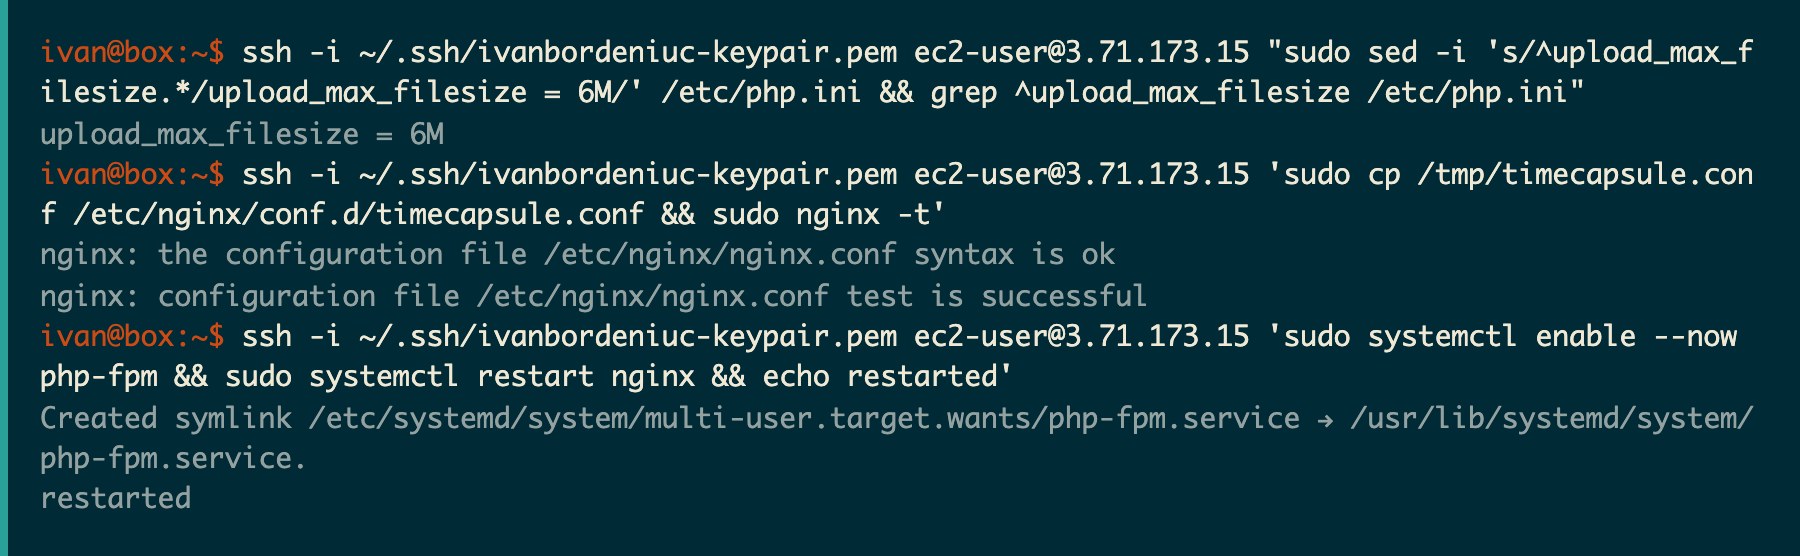 ivan@box:~$ ssh -i ~/.ssh/ivanbordeniuc-keypair.pem ec2-user@3.71.173.15 "sudo sed -i 's/^upload_max_f
ilesize.*/upload_max_filesize = 6M/' /etc/php.ini && grep ^upload_max_filesize /etc/php.ini"
upload_max_filesize = 6M
ivan@box:~$ ssh -i ~/.ssh/ivanbordeniuc-keypair.pem ec2-user@3.71.173.15 'sudo cp /tmp/timecapsule.con
f /etc/nginx/conf.d/timecapsule.conf && sudo nginx -t'
nginx: the configuration file /etc/nginx/nginx.conf syntax is ok
nginx: configuration file /etc/nginx/nginx.conf test is successful
ivan@box:~$ ssh -i ~/.ssh/ivanbordeniuc-keypair.pem ec2-user@3.71.173.15 'sudo systemctl enable --now
php-fpm && sudo systemctl restart nginx && echo restarted'
Created symlink /etc/systemd/system/multi-user.target.wants/php-fpm.service → /usr/lib/systemd/system/
php-fpm.service.
restarted